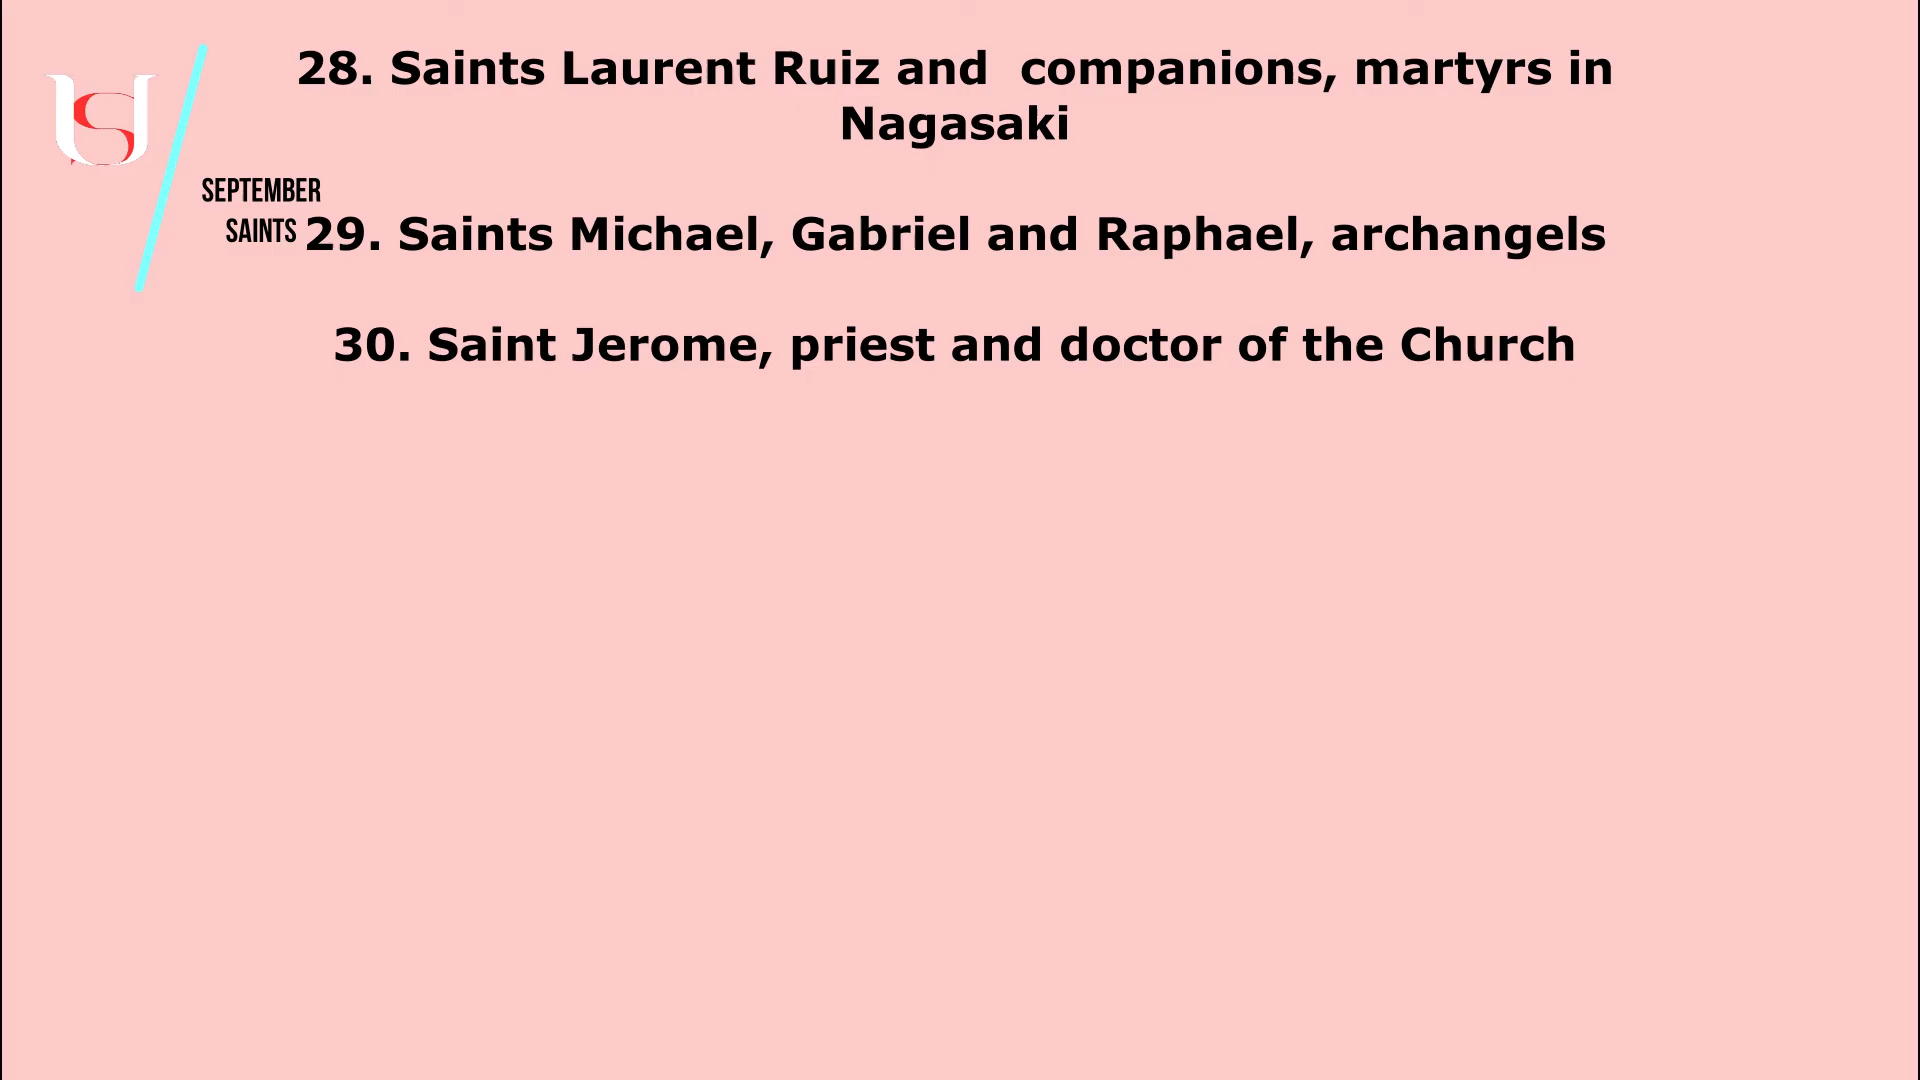 28. Saints Laurent Ruiz and  companions, martyrs in
Nagasaki
US
SEPTEMBER
SAINTS
29. Saints Michael, Gabriel and Raphael, archangels
30. Saint Jerome, priest and doctor of the Church